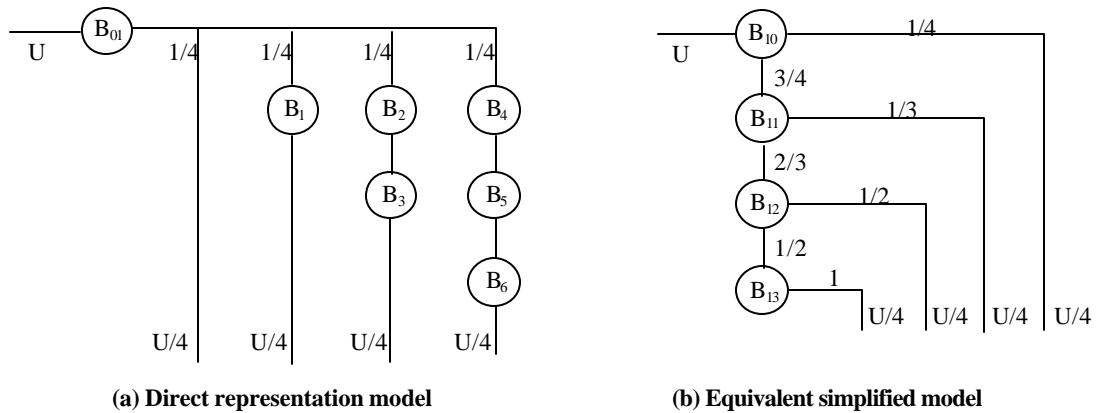 B01
U
1/4 1/4 1/4 1/4
B1 B2 B4
B3 B5
B6
U/4 U/4 U/4 U/4
(a) Direct representation model
B10
1/4
U
3/4
B11
1/3
2/3
B12
1/2
1/2
B13
1
U/4 U/4 U/4 U/4
(b) Equivalent simplified model